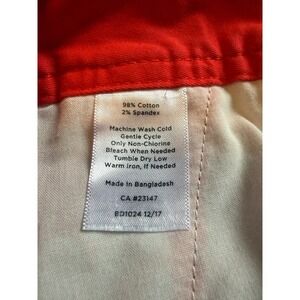 98% Cotton
2% Spandex
Machine Wash Cold
Gentle Cycle
Only Non-Chlorine
Bleach When Needed
Tumble Dry Low
Warm Iron, If Needed
Made in Bangladesh
CA #23147
BD1024 12/17